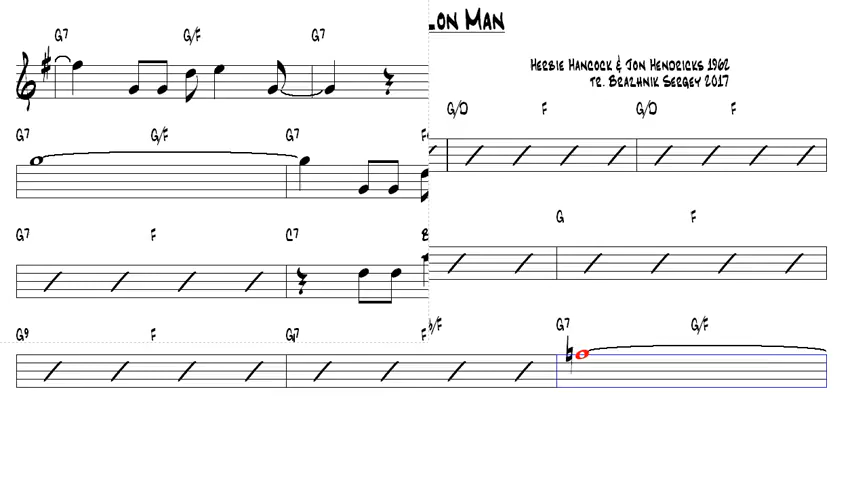 LON MAN
HERBIE HANCOCK & JON HENDRICKS 1962
TR. BRAZHNIK SERGEY 2017
G7 G/F G7
G/D F G/D F
G7 G/F G7
G F
G7 F C7
G9 F G7 F
G7 G/F